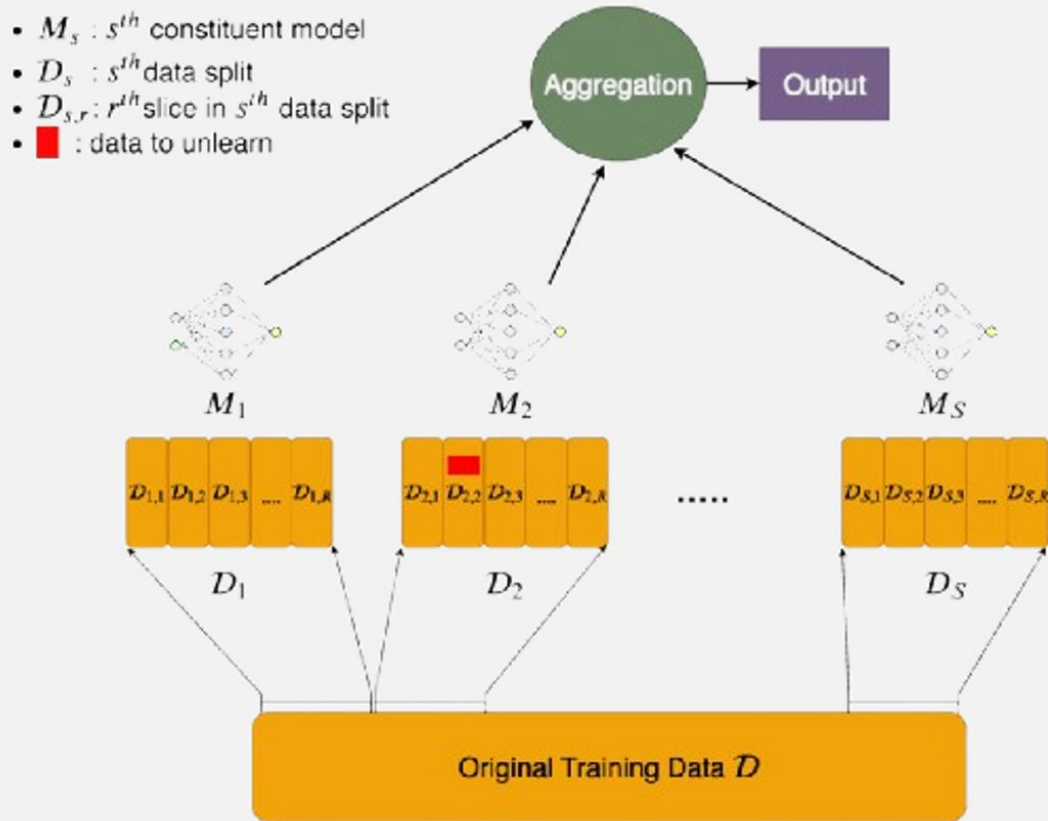 • M_s : s^th constituent model
• D_s : s^th data split
• D_s,r : r^th slice in s^th data split
• : data to unlearn
Aggregation
Output
M_1 M_2 M_S
D_1,1 D_1,2 D_1,3 .... D_1,R D_2,1 D_2,2 D_2,3 .... D_2,R ..... D_S,1 D_S,2 D_S,3 .... D_S,R
D_1 D_2 D_S
Original Training Data D